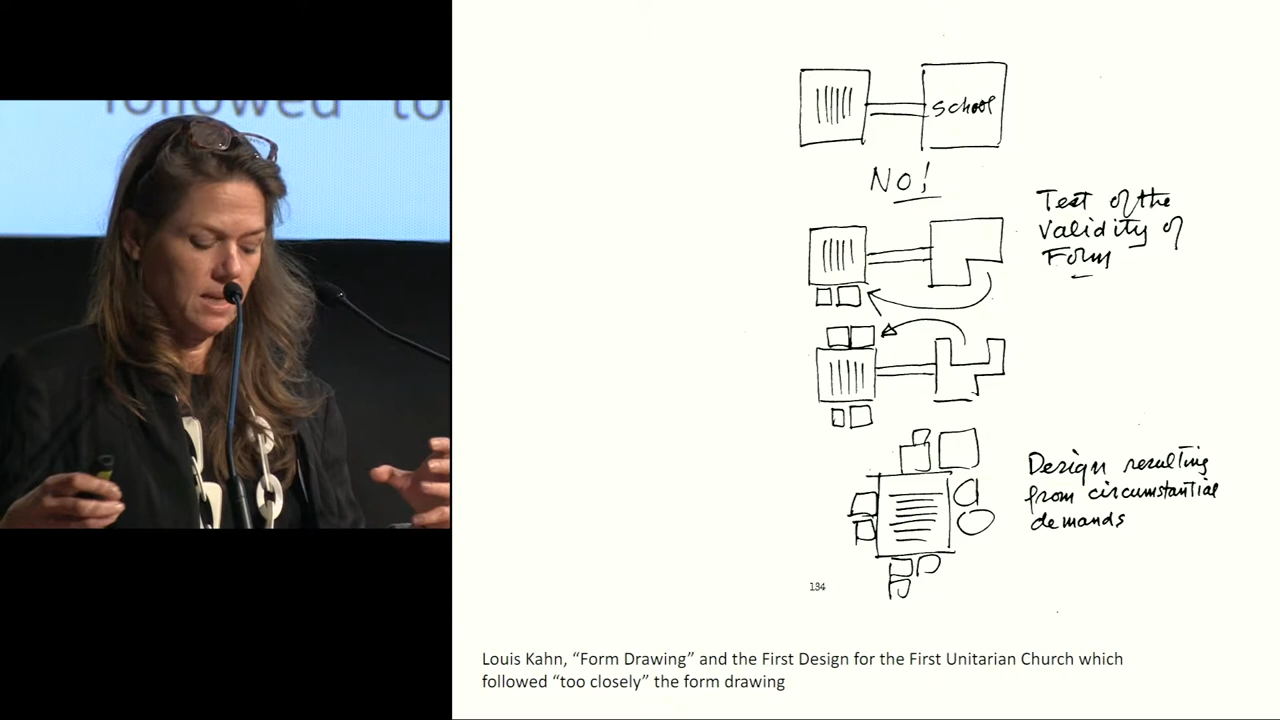 followed to
School
NO!
Test of the
Validity of
Form
Design resulting
from circumstantial
demands
134
Louis Kahn, “Form Drawing” and the First Design for the First Unitarian Church which
followed “too closely” the form drawing